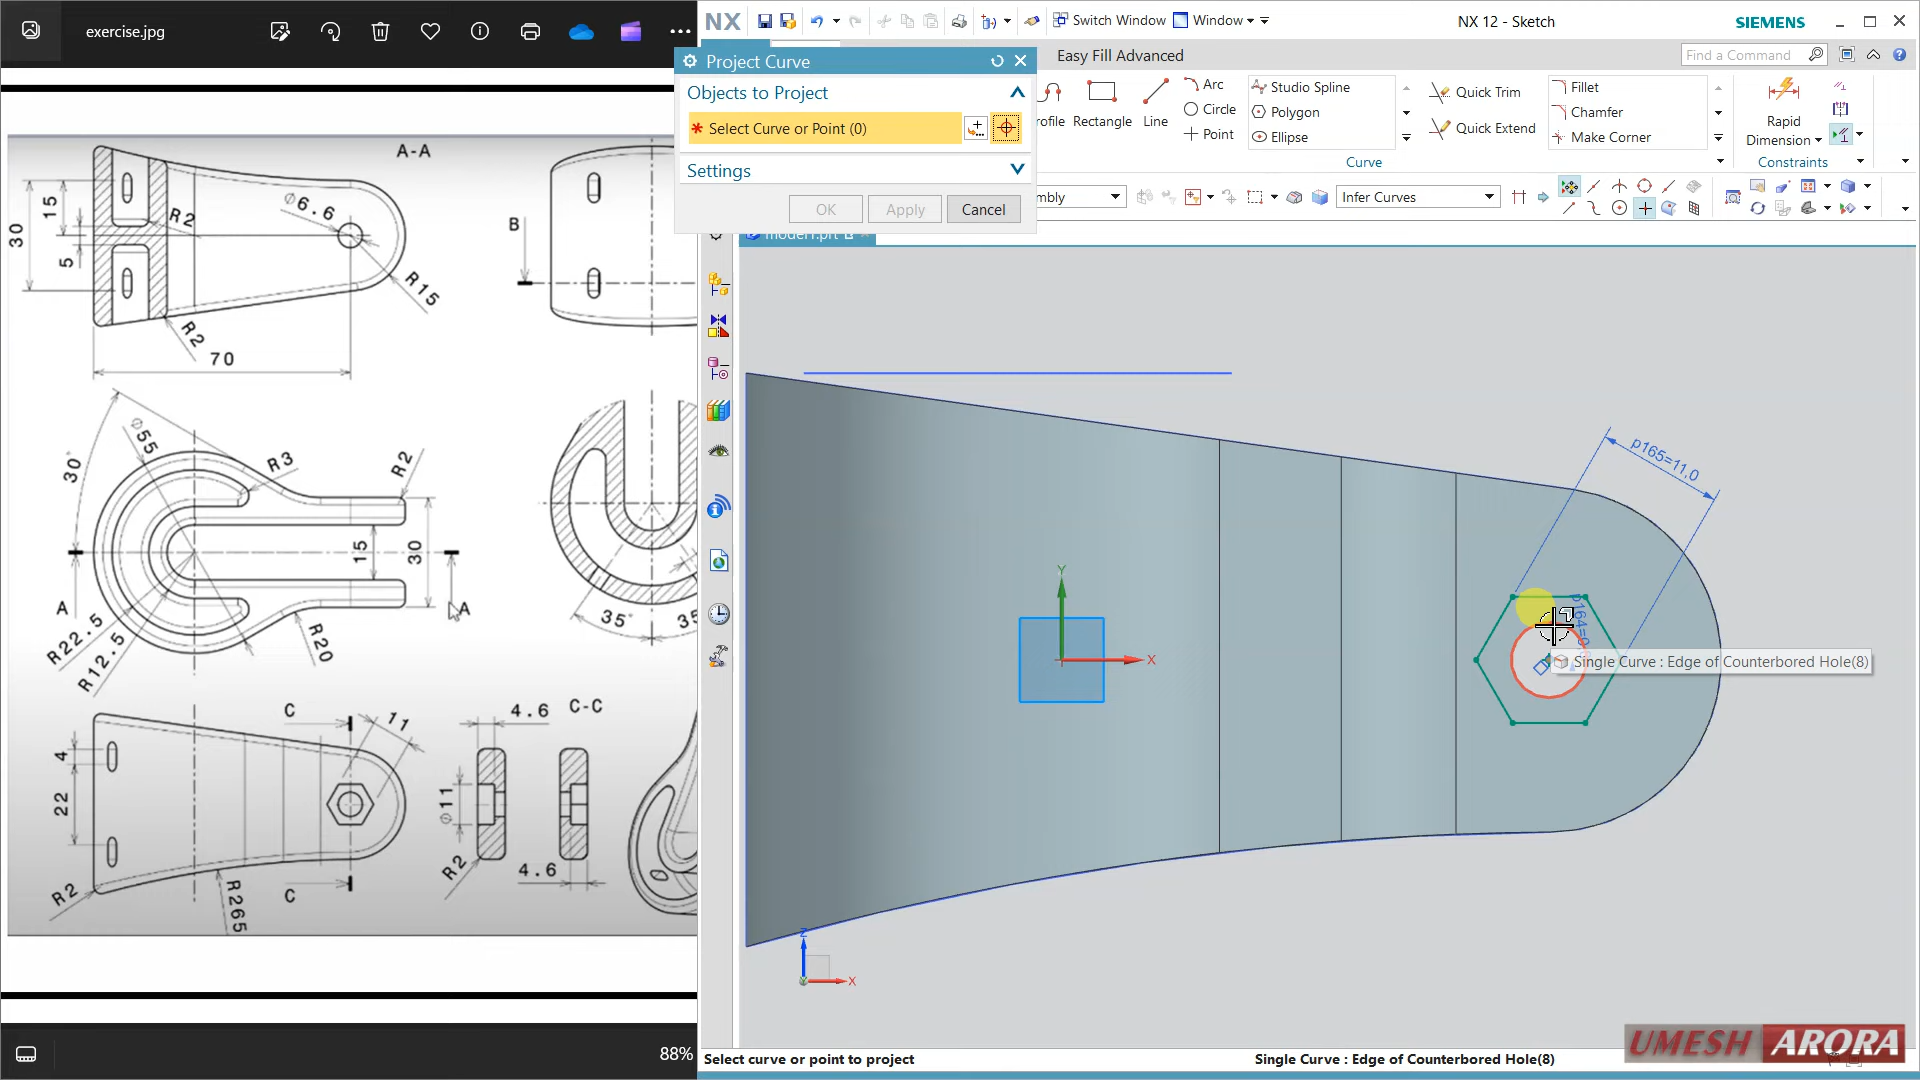 exercise.jpg
NX
Switch Window
Window
NX 12 - Sketch
SIEMENS
Project Curve
Easy Fill Advanced
Find a Command
Objects to Project
* Select Curve or Point (0)
Settings
OK
Apply
Cancel
rofile
Rectangle
Line
Arc
Circle
Point
Studio Spline
Polygon
Ellipse
Quick Trim
Quick Extend
Fillet
Chamfer
Make Corner
Rapid
Dimension
Curve
Constraints
mbly
Infer Curves
A-A
30
15
5
R2
Ø6.6
R15
R2
70
B
30°
Ø55
R3
R2
15
30
A
A
R22.5
R12.5
R20
35°
35
C
11
4.6
C-C
4
22
Ø11
R2
R265
C
R2
4.6
p165=11,0
Y
X
Single Curve : Edge of Counterbored Hole(8)
Z
X
88%
Select curve or point to project
Single Curve : Edge of Counterbored Hole(8)
UMESH ARORA